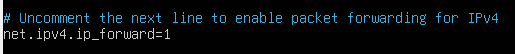 # Uncomment the next line to enable packet forwarding for IPv4
net.ipv4.ip_forward=1